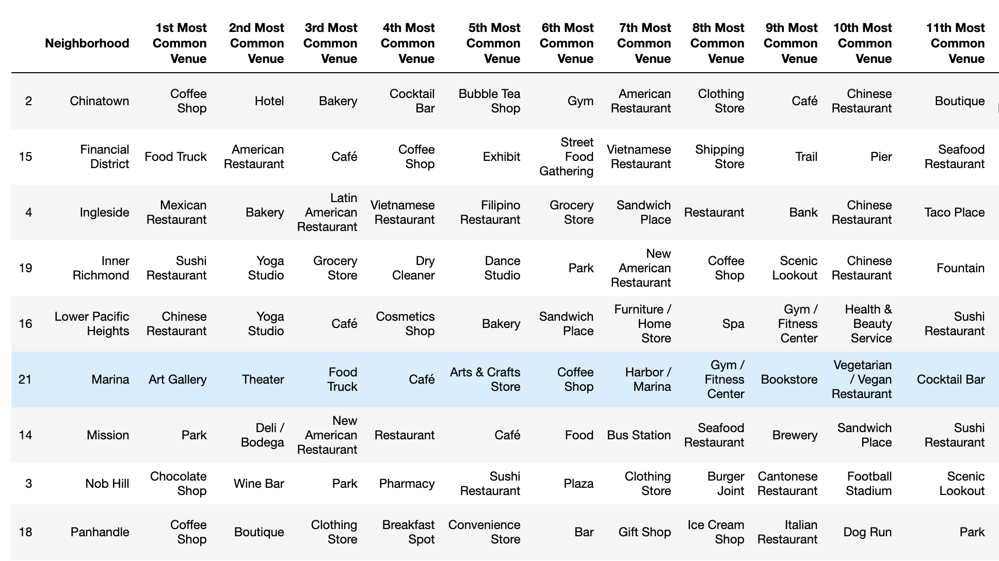 Neighborhood 1st Most Common Venue 2nd Most Common Venue 3rd Most Common Venue 4th Most Common Venue 5th Most Common Venue 6th Most Common Venue 7th Most Common Venue 8th Most Common Venue 9th Most Common Venue 10th Most Common Venue 11th Most Common Venue
2 Chinatown Coffee Shop Hotel Bakery Cocktail Bar Bubble Tea Shop Gym American Restaurant Clothing Store Café Chinese Restaurant Boutique
15 Financial District Food Truck American Restaurant Café Coffee Shop Exhibit Street Food Gathering Vietnamese Restaurant Shipping Store Trail Pier Seafood Restaurant
4 Ingleside Mexican Restaurant Bakery Latin American Restaurant Vietnamese Restaurant Filipino Restaurant Grocery Store Sandwich Place Restaurant Bank Chinese Restaurant Taco Place
19 Inner Richmond Sushi Restaurant Yoga Studio Grocery Store Dry Cleaner Dance Studio Park New American Restaurant Coffee Shop Scenic Lookout Chinese Restaurant Fountain
16 Lower Pacific Heights Chinese Restaurant Yoga Studio Café Cosmetics Shop Bakery Sandwich Place Furniture / Home Store Spa Gym / Fitness Center Health & Beauty Service Sushi Restaurant
21 Marina Art Gallery Theater Food Truck Café Arts & Crafts Store Coffee Shop Harbor / Marina Gym / Fitness Center Bookstore Vegetarian / Vegan Restaurant Cocktail Bar
14 Mission Park Deli / Bodega New American Restaurant Restaurant Café Food Bus Station Seafood Restaurant Brewery Sandwich Place Sushi Restaurant
3 Nob Hill Chocolate Shop Wine Bar Park Pharmacy Sushi Restaurant Plaza Clothing Store Burger Joint Cantonese Restaurant Football Stadium Scenic Lookout
18 Panhandle Coffee Shop Boutique Clothing Store Breakfast Spot Convenience Store Bar Gift Shop Ice Cream Shop Italian Restaurant Dog Run Park